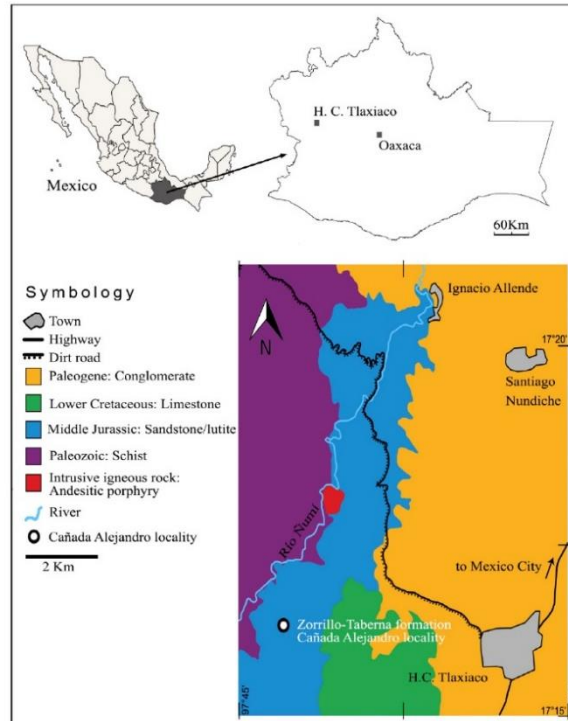 H. C. Tlaxiaco
Oaxaca
Mexico
60Km
Symbology
Town
Highway
Dirt road
Paleogene: Conglomerate
Lower Cretaceous: Limestone
Middle Jurassic: Sandstone/lutite
Paleozoic: Schist
Intrusive igneous rock:
Andesitic porphyry
River
Cañada Alejandro locality
2 Km
N
Ignacio Allende
17°20'
Santiago
Nundiche
Río Ñumí
to Mexico City
Zorrillo-Taberna formation
Cañada Alejandro locality
H.C. Tlaxiaco
97°45'
17°15'